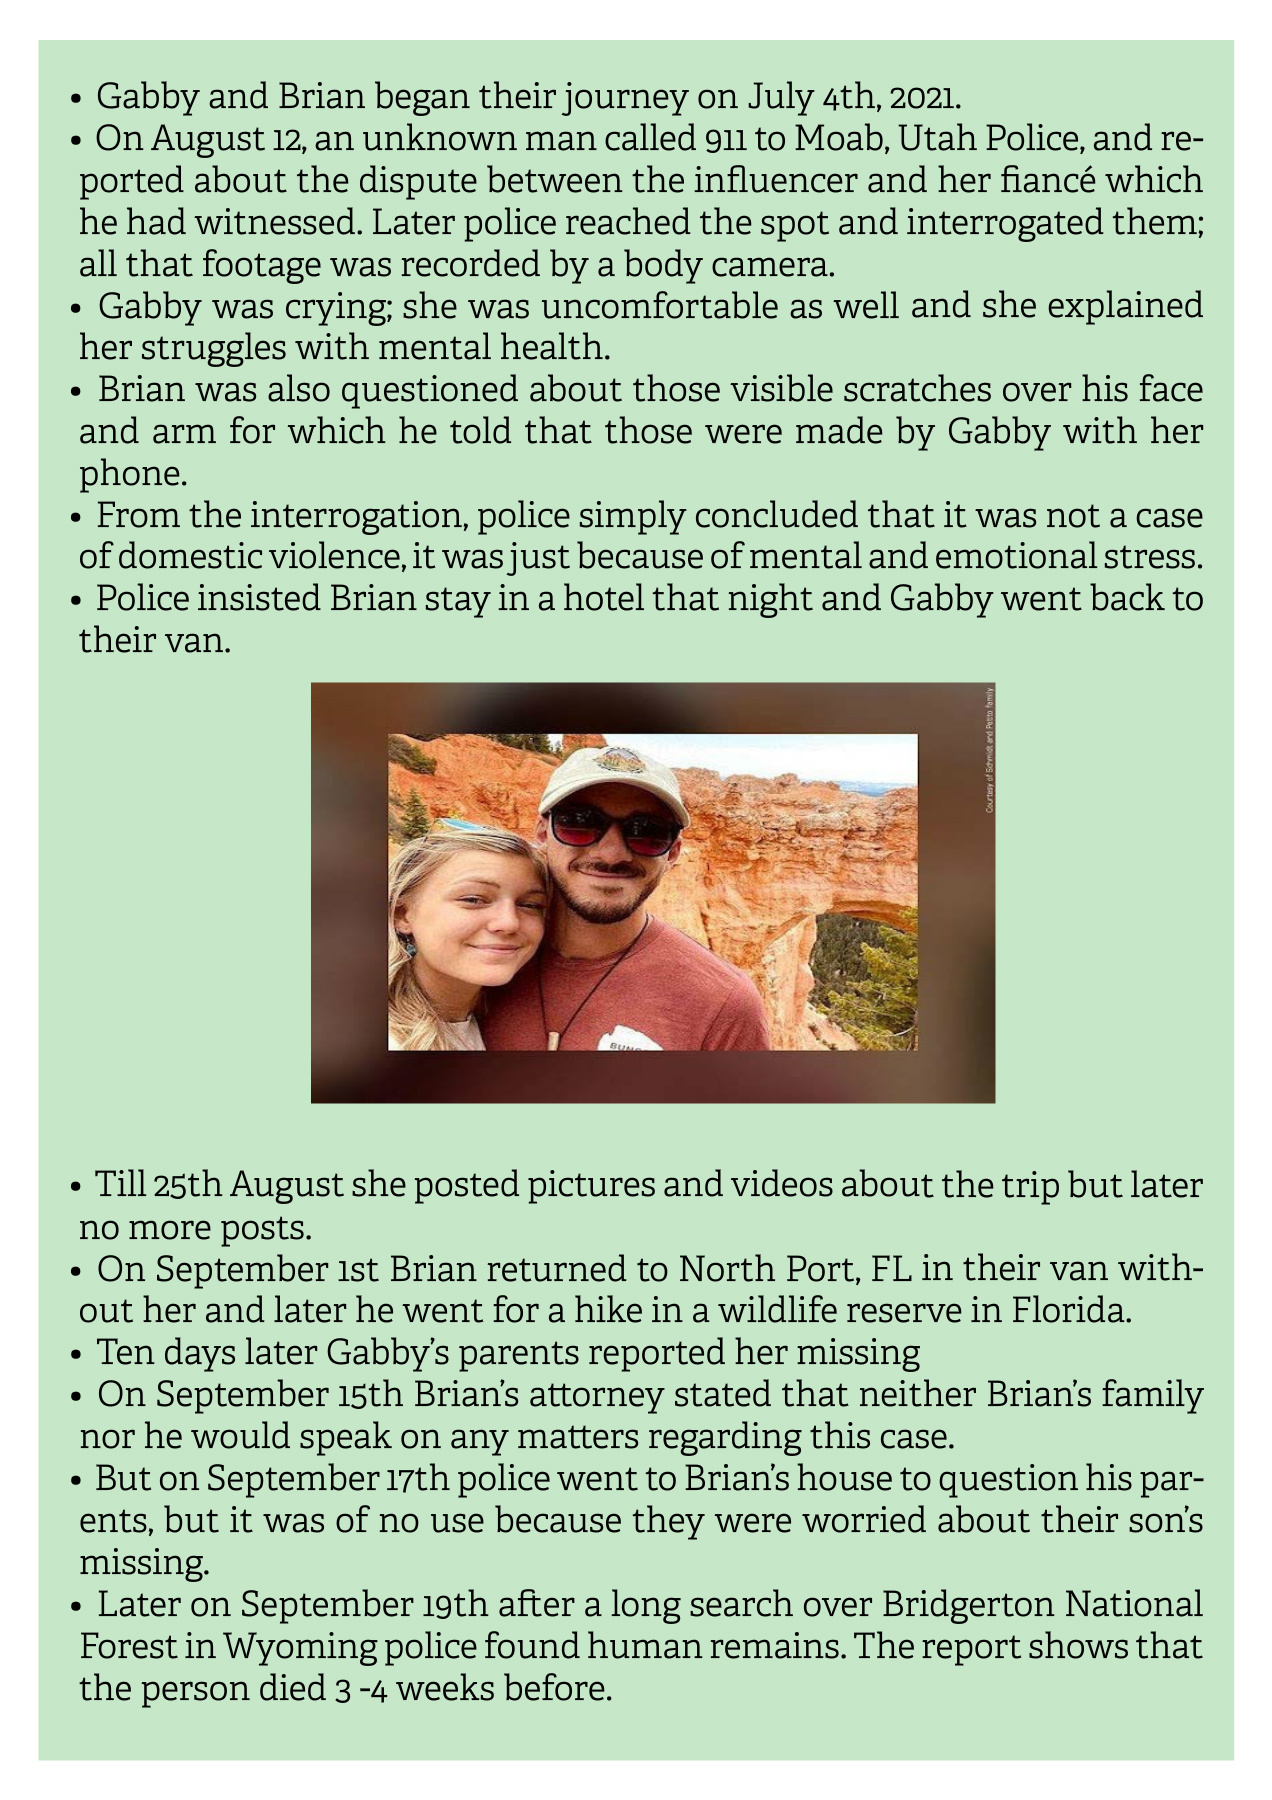 • Gabby and Brian began their journey on July 4th, 2021.
• On August 12, an unknown man called 911 to Moab, Utah Police, and re-
ported about the dispute between the influencer and her fiancé which
he had witnessed. Later police reached the spot and interrogated them;
all that footage was recorded by a body camera.
• Gabby was crying; she was uncomfortable as well and she explained
her struggles with mental health.
• Brian was also questioned about those visible scratches over his face
and arm for which he told that those were made by Gabby with her
phone.
• From the interrogation, police simply concluded that it was not a case
of domestic violence, it was just because of mental and emotional stress.
• Police insisted Brian stay in a hotel that night and Gabby went back to
their van.
Courtesy of Schmidt and Petito family
• Till 25th August she posted pictures and videos about the trip but later
no more posts.
• On September 1st Brian returned to North Port, FL in their van with-
out her and later he went for a hike in a wildlife reserve in Florida.
• Ten days later Gabby's parents reported her missing
• On September 15th Brian's attorney stated that neither Brian's family
nor he would speak on any matters regarding this case.
• But on September 17th police went to Brian's house to question his par-
ents, but it was of no use because they were worried about their son's
missing.
• Later on September 19th after a long search over Bridgerton National
Forest in Wyoming police found human remains. The report shows that
the person died 3 -4 weeks before.